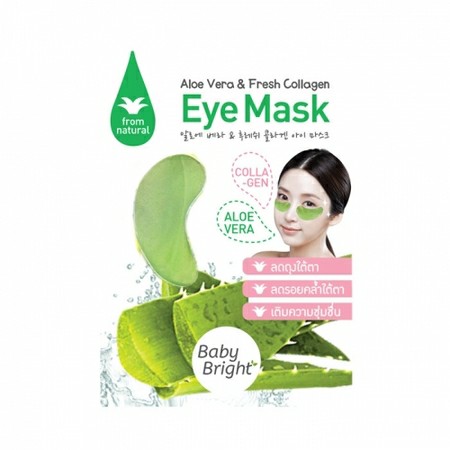 Aloe Vera & Fresh Collagen
Eye Mask
알로에 베라 & 후레쉬 콜라겐 아이 마스크
from
natural
COLLA
-GEN
ALOE
VERA
ลดถุงใต้ตา
ลดรอยคล้ำใต้ตา
เติมความชุ่มชื่น
Baby
Bright